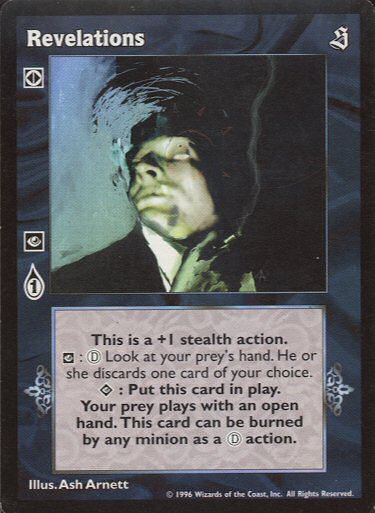 Revelations
1
This is a +1 stealth action.
: Ⓓ Look at your prey's hand. He or
she discards one card of your choice.
: Put this card in play.
Your prey plays with an open
hand. This card can be burned
by any minion as a Ⓓ action.
Illus. Ash Arnett
© 1996 Wizards of the Coast, Inc. All Rights Reserved.